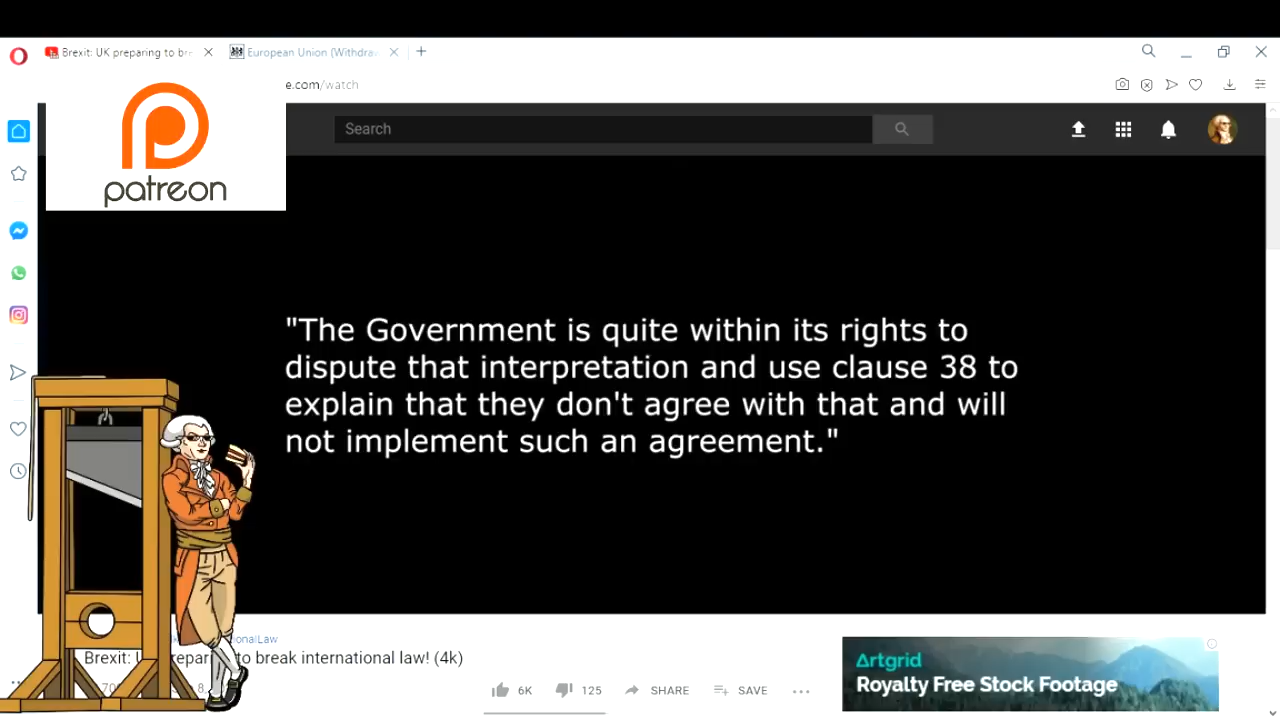 Brexit: UK preparing to bre
European Union (Withdra
e.com/watch
patreon
Search
"The Government is quite within its rights to
dispute that interpretation and use clause 38 to
explain that they don't agree with that and will
not implement such an agreement."
onalLaw
Brexit: U prepar to break international law! (4k)
6K
125
SHARE
SAVE
Artgrid
Royalty Free Stock Footage